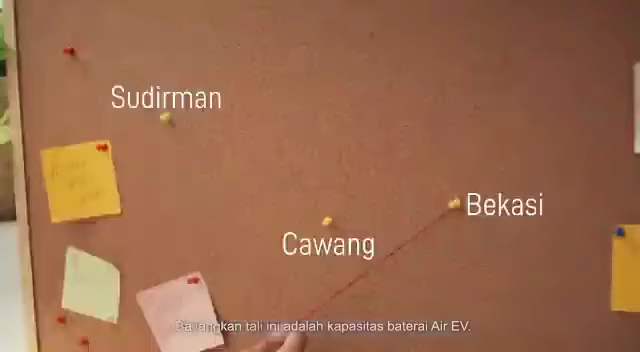 Sudirman
Bekasi
Cawang
Bayangkan tali ini adalah kapasitas baterai Air EV.